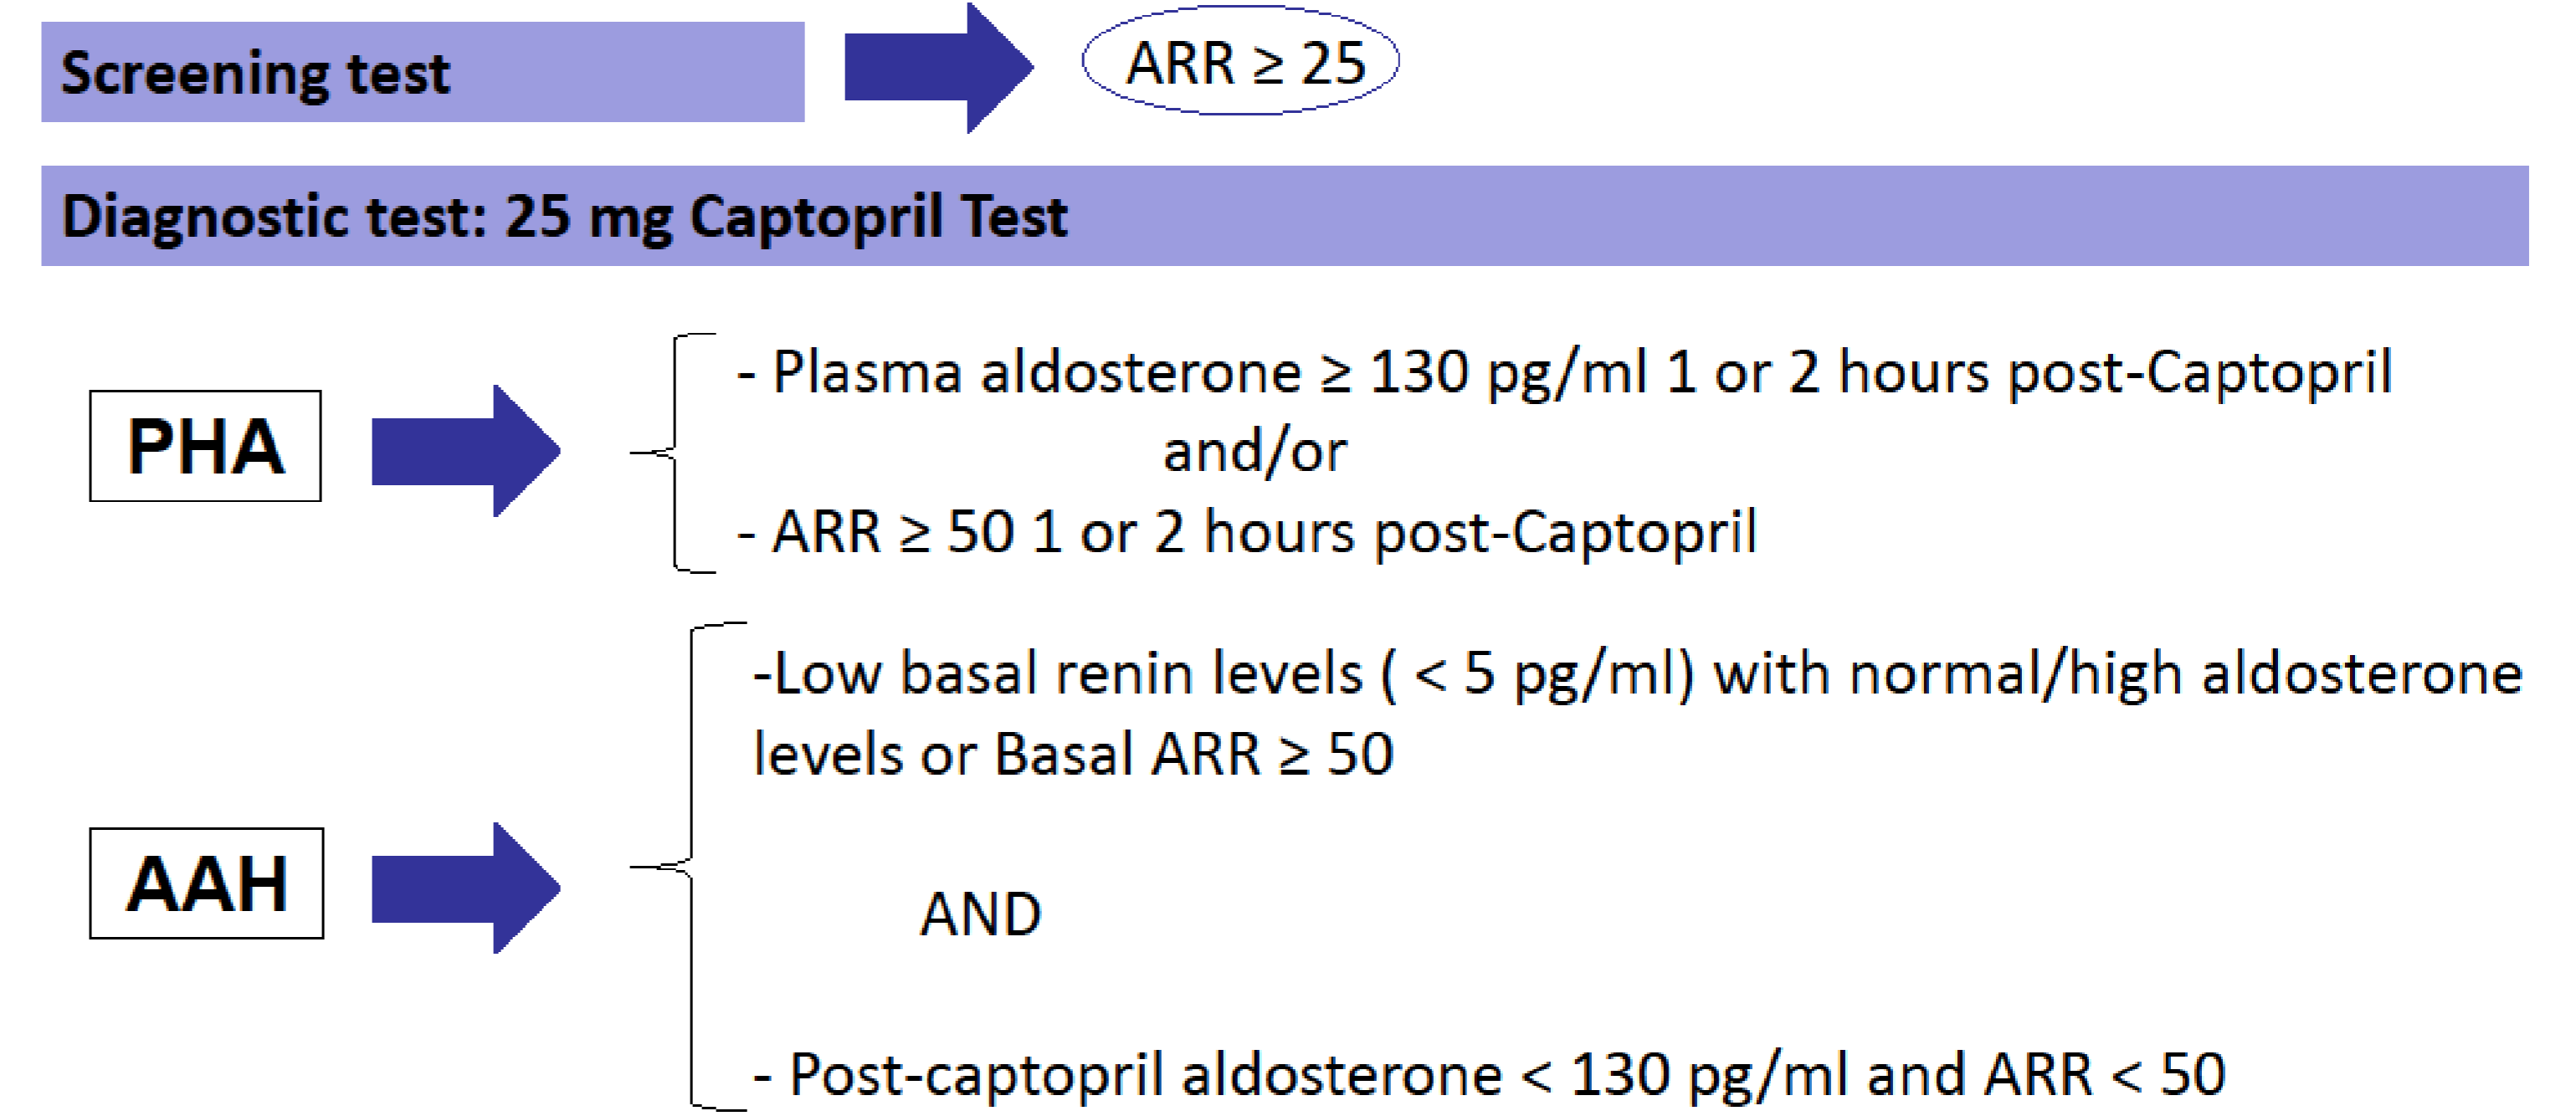 Screening test
ARR ≥ 25
Diagnostic test: 25 mg Captopril Test
PHA
- Plasma aldosterone ≥ 130 pg/ml 1 or 2 hours post-Captopril
and/or
- ARR ≥ 50 1 or 2 hours post-Captopril
AAH
-Low basal renin levels ( < 5 pg/ml) with normal/high aldosterone
levels or Basal ARR ≥ 50
AND
- Post-captopril aldosterone < 130 pg/ml and ARR < 50